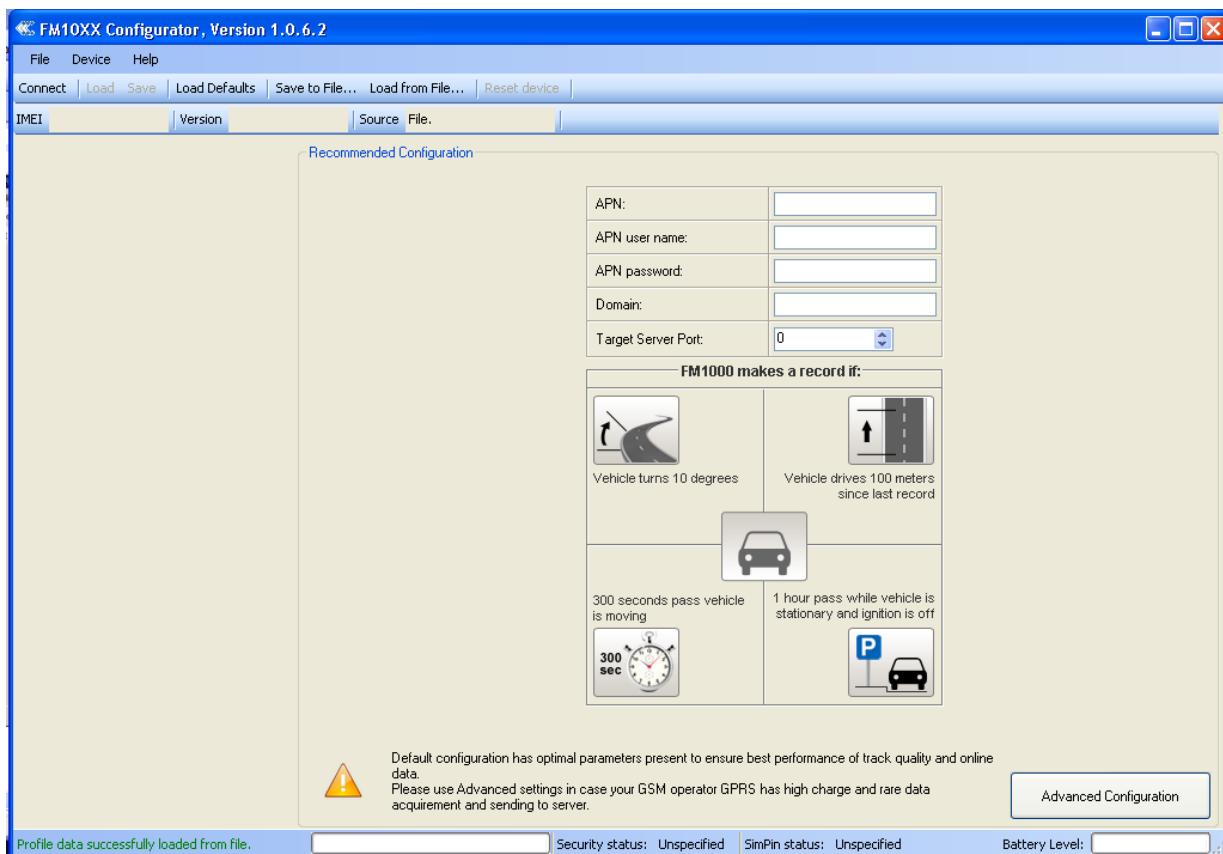 FM10XX Configurator, Version 1.0.6.2
File Device Help
Connect Load Save Load Defaults Save to File... Load from File... Reset device
IMEI Version Source File.
Recommended Configuration
APN:
APN user name:
APN password:
Domain:
Target Server Port: 0
FM1000 makes a record if:
Vehicle turns 10 degrees
Vehicle drives 100 meters
since last record
300 seconds pass vehicle
is moving
1 hour pass while vehicle is
stationary and ignition is off
300
sec
P
Default configuration has optimal parameters present to ensure best performance of track quality and online
data.
Please use Advanced settings in case your GSM operator GPRS has high charge and rare data
acquirement and sending to server.
Advanced Configuration
Profile data successfully loaded from file. Security status: Unspecified SimPin status: Unspecified Battery Level: